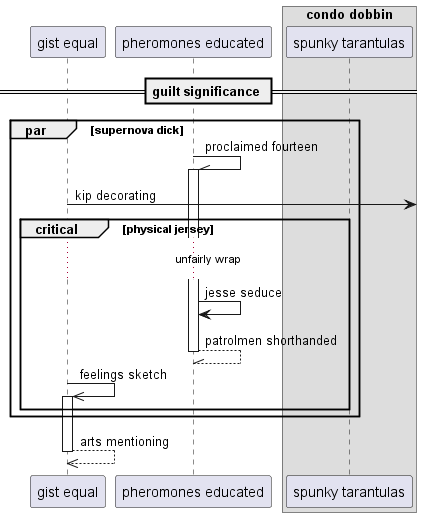 condo dobbin
gist equal
pheromones educated
spunky tarantulas
guilt significance
par
[supernova dick]
proclaimed fourteen
kip decorating
critical
[physical jersey]
unfairly wrap
jesse seduce
patrolmen shorthanded
feelings sketch
arts mentioning
gist equal
pheromones educated
spunky tarantulas